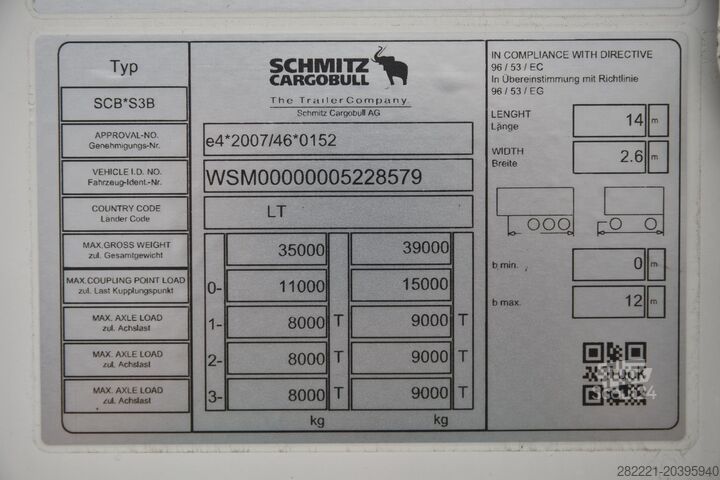 Typ
SCB*S3B
APPROVAL-NO.
Genehmigungs-Nr.
VEHICLE I.D. NO.
Fahrzeug-Ident.-Nr.
COUNTRY CODE
Länder Code
MAX.GROSS WEIGHT
zul. Gesamtgewicht
MAX.COUPLING POINT LOAD
zul. Last Kupplungspunkt
MAX. AXLE LOAD
zul. Achslast
MAX. AXLE LOAD
zul. Achslast
MAX. AXLE LOAD
zul. Achslast
SCHMITZ
CARGOBULL
The Trailer Company.
Schmitz Cargobull AG
e4*2007/46*0152
WSM00000005228579
LT
35000 39000
0- 11000 15000
1- 8000 T 9000 T
2- 8000 9000
3- 8000 T 9000 T
kg kg
IN COMPLIANCE WITH DIRECTIVE
96 / 53 / EC
In Übereinstimmung mit Richtlinie
96 / 53 / EG
LENGHT
Länge
14 m
WIDTH
Breite
2.6 m
b min. 0 m
b max. 12 m
282221-20395940